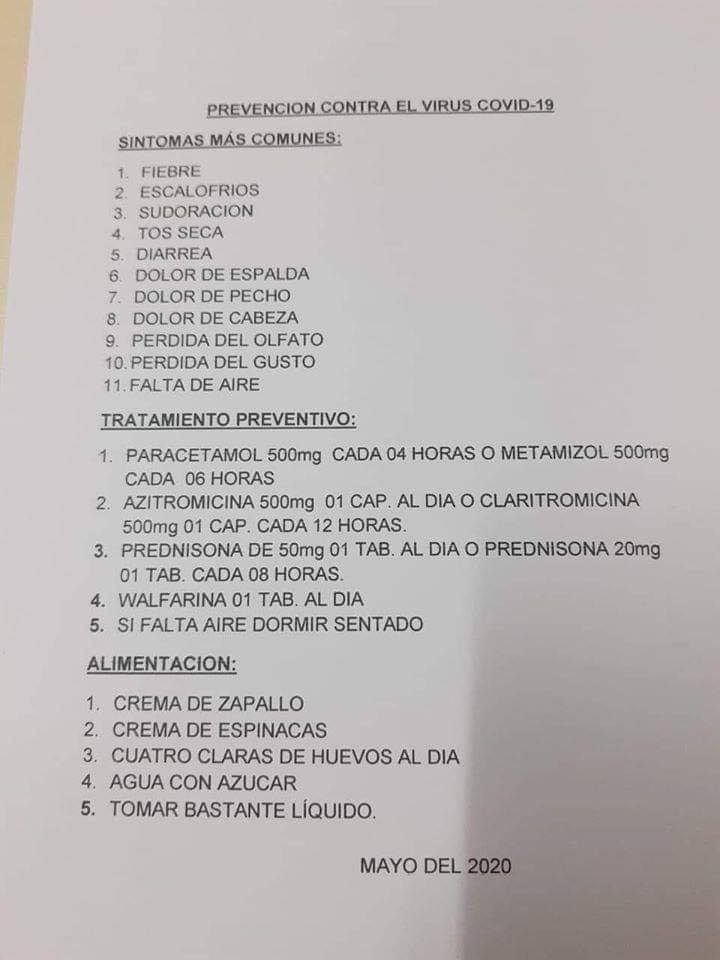 PREVENCION CONTRA EL VIRUS COVID-19
SINTOMAS MÁS COMUNES:
1. FIEBRE
2. ESCALOFRIOS
3. SUDORACION
4. TOS SECA
5. DIARREA
6. DOLOR DE ESPALDA
7. DOLOR DE PECHO
8. DOLOR DE CABEZA
9. PERDIDA DEL OLFATO
10. PERDIDA DEL GUSTO
11. FALTA DE AIRE
TRATAMIENTO PREVENTIVO:
1. PARACETAMOL 500mg CADA 04 HORAS O METAMIZOL 500mg
CADA 06 HORAS
2. AZITROMICINA 500mg 01 CAP. AL DIA O CLARITROMICINA
500mg 01 CAP. CADA 12 HORAS.
3. PREDNISONA DE 50mg 01 TAB. AL DIA O PREDNISONA 20mg
01 TAB. CADA 08 HORAS.
4. WALFARINA 01 TAB. AL DIA
5. SI FALTA AIRE DORMIR SENTADO
ALIMENTACION:
1. CREMA DE ZAPALLO
2. CREMA DE ESPINACAS
3. CUATRO CLARAS DE HUEVOS AL DIA
4. AGUA CON AZUCAR
5. TOMAR BASTANTE LÍQUIDO.
MAYO DEL 2020